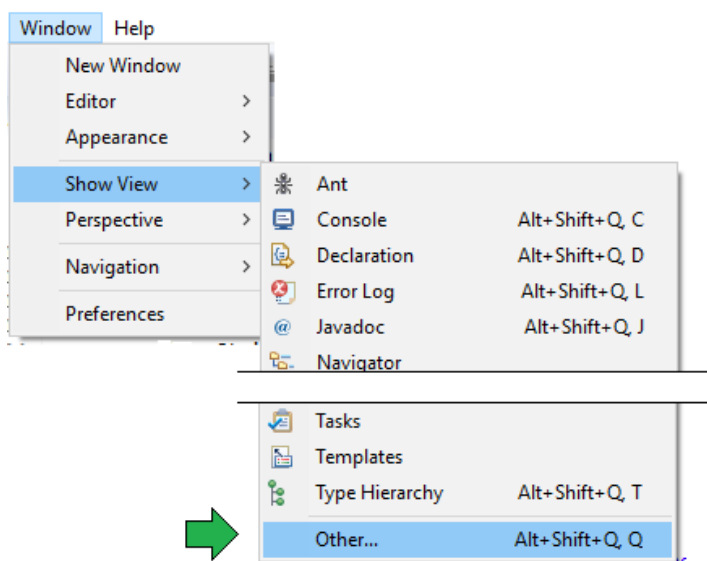 Window Help
New Window
Editor
Appearance
Show View
Perspective
Navigation
Preferences
Ant
Console Alt+Shift+Q, C
Declaration Alt+Shift+Q, D
Error Log Alt+Shift+Q, L
Javadoc Alt+Shift+Q, J
Navigator
Tasks
Templates
Type Hierarchy Alt+Shift+Q, T
Other... Alt+Shift+Q, Q